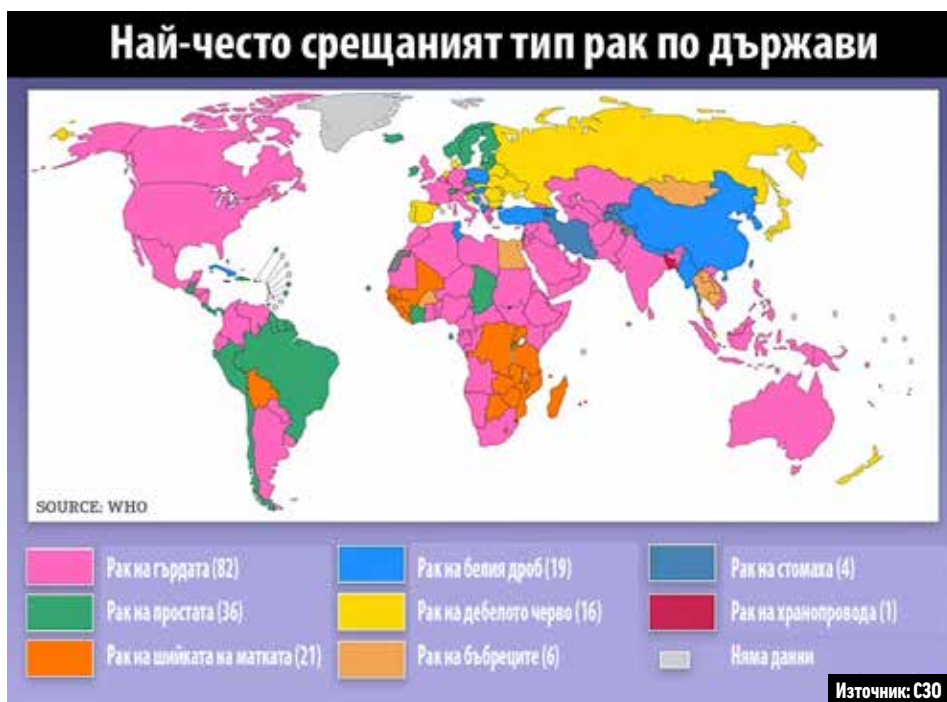 Най-често срещаният тип рак по държави
SOURCE: WHO
Рак на гърдата (82)
Рак на белия дроб (19)
Рак на стомаха (4)
Рак на простата (36)
Рак на дебелото черво (16)
Рак на хранопровода (1)
Рак на шийката на матката (21)
Рак на бъбреците (6)
Няма данни
Източник: СЗО